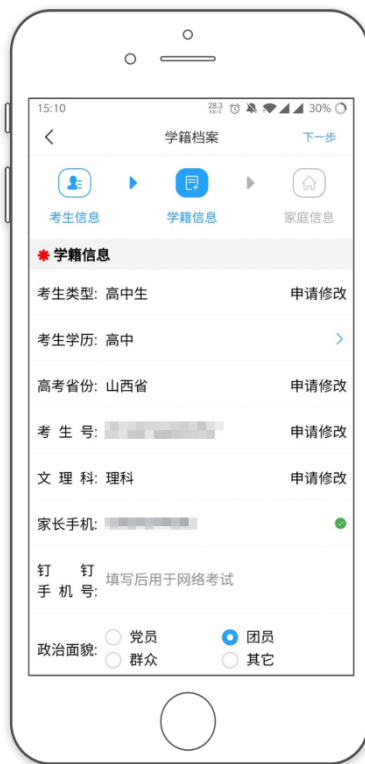 15:10 28.3 KB/S 30%
学籍档案 下一步
考生信息 学籍信息 家庭信息
学籍信息
考生类型: 高中生 申请修改
考生学历: 高中
高考省份: 山西省 申请修改
考 生 号: 申请修改
文 理 科: 理科 申请修改
家长手机:
钉 钉
手 机 号: 填写后用于网络考试
政治面貌: 党员 团员
群众 其它